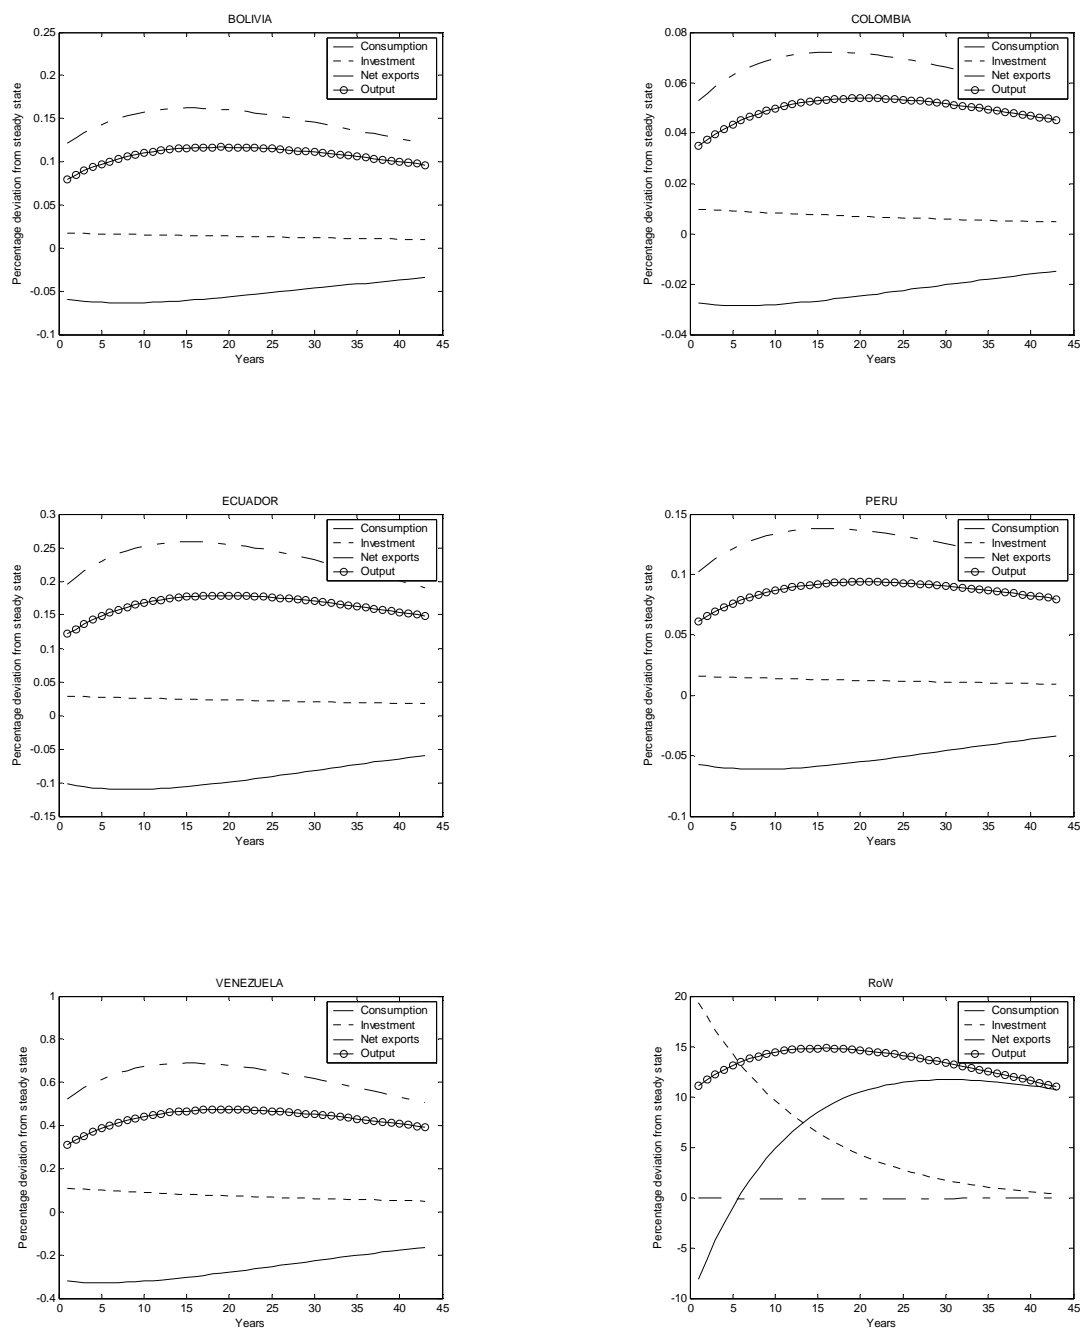 BOLIVIA
0.25
0.2
0.15
0.1
0.05
0
-0.05
-0.1
Percentage deviation from steady state
Consumption
Investment
Net exports
Output
0 5 10 15 20 25 30 35 40 45
Years
COLOMBIA
0.08
0.06
0.04
0.02
0
-0.02
-0.04
Percentage deviation from steady state
Consumption
Investment
Net exports
Output
0 5 10 15 20 25 30 35 40 45
Years
ECUADOR
0.3
0.25
0.2
0.15
0.1
0.05
0
-0.05
-0.1
-0.15
Percentage deviation from steady state
Consumption
Investment
Net exports
Output
0 5 10 15 20 25 30 35 40 45
Years
PERU
0.15
0.1
0.05
0
-0.05
-0.1
Percentage deviation from steady state
Consumption
Investment
Net exports
Output
0 5 10 15 20 25 30 35 40 45
Years
VENEZUELA
1
0.8
0.6
0.4
0.2
0
-0.2
-0.4
Percentage deviation from steady state
Consumption
Investment
Net exports
Output
0 5 10 15 20 25 30 35 40 45
Years
RoW
20
15
10
5
0
-5
-10
Percentage deviation from steady state
Consumption
Investment
Net exports
Output
0 5 10 15 20 25 30 35 40 45
Years